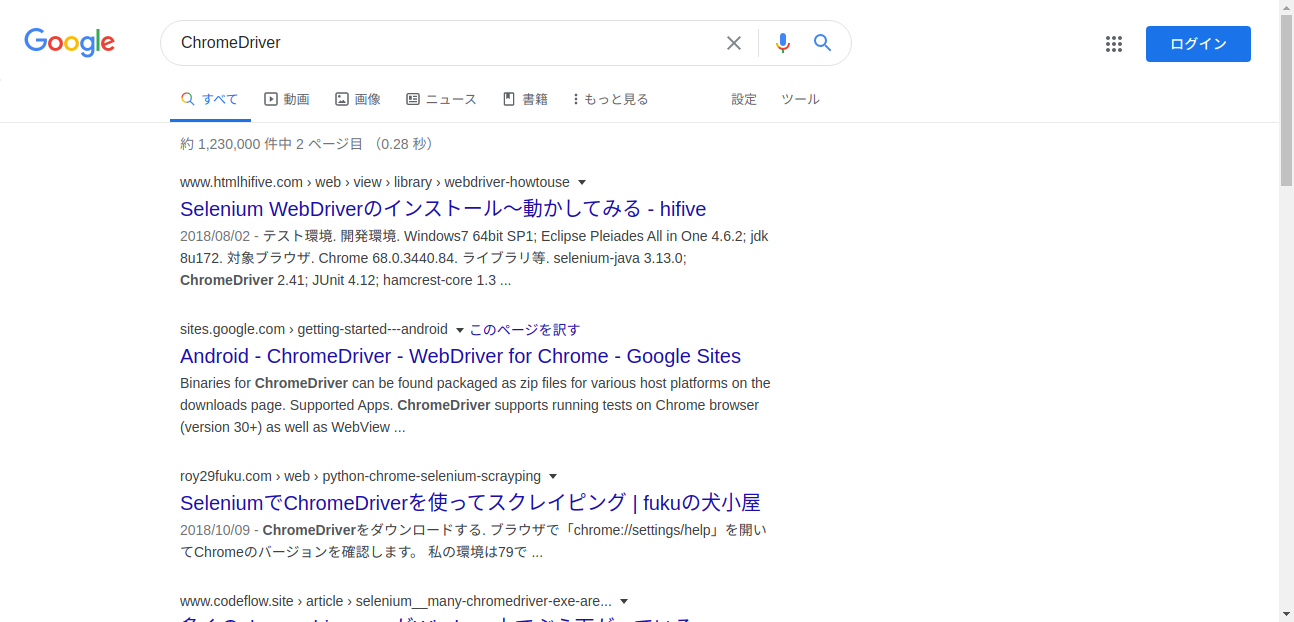 Google
ChromeDriver
ログイン
すべて 動画 画像 ニュース 書籍 もっと見る 設定 ツール
約 1,230,000 件中 2 ページ目 （0.28 秒）
www.htmlhifive.com › web › view › library › webdriver-howtouse
Selenium WebDriverのインストール～動かしてみる - hifive
2018/08/02 - テスト環境. 開発環境. Windows7 64bit SP1; Eclipse Pleiades All in One 4.6.2; jdk
8u172. 対象ブラウザ. Chrome 68.0.3440.84. ライブラリ等. selenium-java 3.13.0;
ChromeDriver 2.41; JUnit 4.12; hamcrest-core 1.3 ...
sites.google.com › getting-started---android このページを訳す
Android - ChromeDriver - WebDriver for Chrome - Google Sites
Binaries for ChromeDriver can be found packaged as zip files for various host platforms on the
downloads page. Supported Apps. ChromeDriver supports running tests on Chrome browser
(version 30+) as well as WebView ...
roy29fuku.com › web › python-chrome-selenium-scrayping
SeleniumでChromeDriverを使ってスクレイピング | fukuの犬小屋
2018/10/09 - ChromeDriverをダウンロードする. ブラウザで「chrome://settings/help」を開い
てChromeのバージョンを確認します。 私の環境は79で ...
www.codeflow.site › article › selenium__many-chromedriver-exe-are...